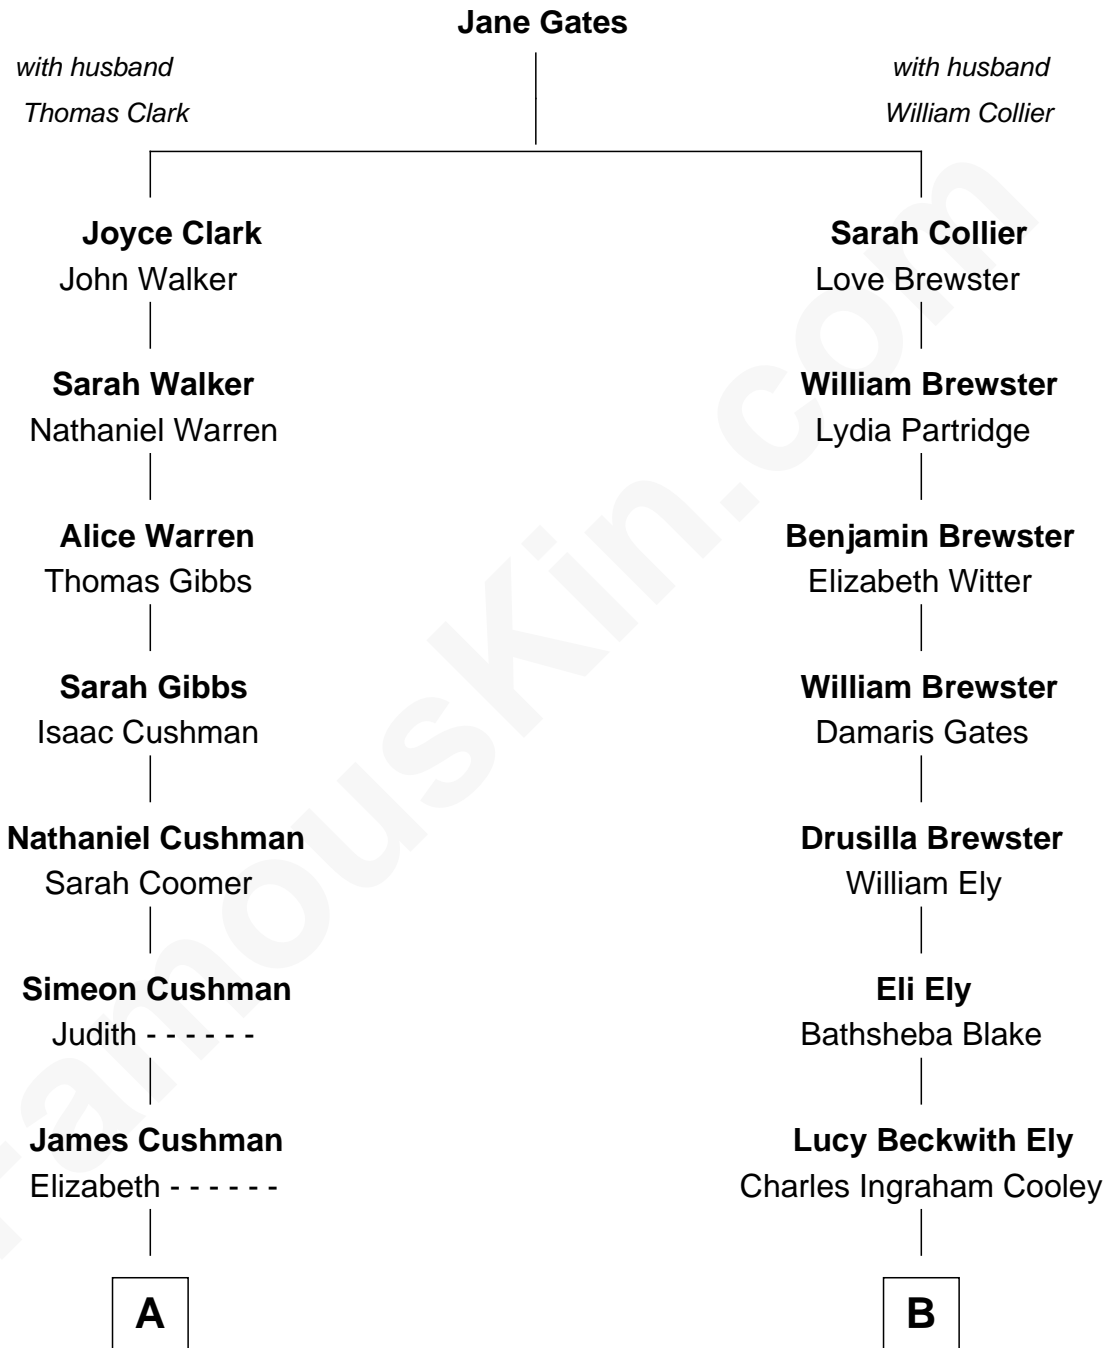 Jane Gates
with husband
Thomas Clark
with husband
William Collier
Joyce Clark
John Walker
Sarah Walker
Nathaniel Warren
Alice Warren
Thomas Gibbs
Sarah Gibbs
Isaac Cushman
Nathaniel Cushman
Sarah Coomer
Simeon Cushman
Judith - - - - - -
James Cushman
Elizabeth - - - - - -
A
Sarah Collier
Love Brewster
William Brewster
Lydia Partridge
Benjamin Brewster
Elizabeth Witter
William Brewster
Damaris Gates
Drusilla Brewster
William Ely
Eli Ely
Bathsheba Blake
Lucy Beckwith Ely
Charles Ingraham Cooley
B
FamousKin.com